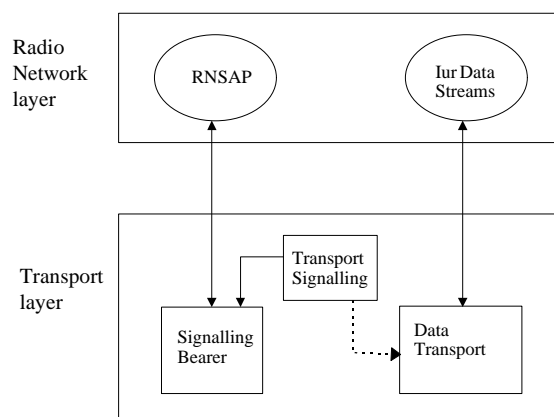 Radio
Network
layer
RNSAP
Iur Data
Streams
Transport
layer
Transport
Signalling
Signalling
Bearer
Data
Transport